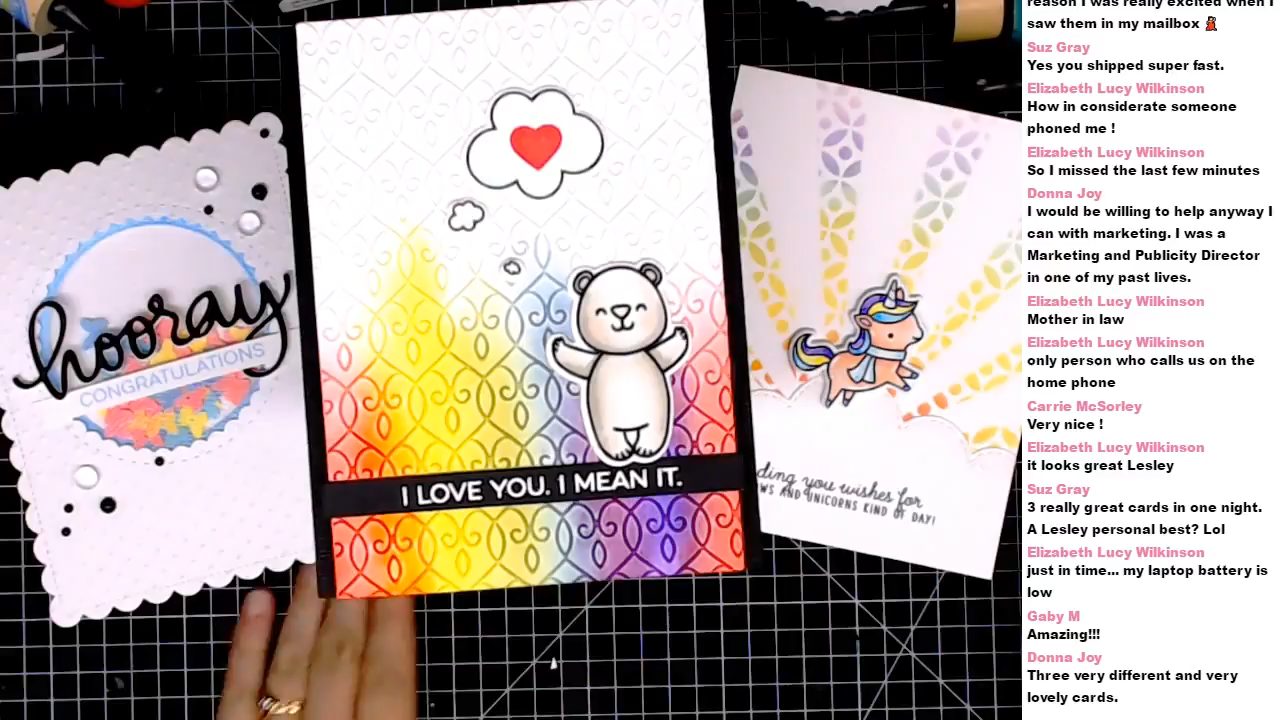 hooray
CONGRATULATIONS
I LOVE YOU. I MEAN IT.
ding you wishes for
WS AND UNICORNS KIND OF DAY!
reason I was really excited when I
saw them in my mailbox 💃
Suz Gray
Yes you shipped super fast.
Elizabeth Lucy Wilkinson
How in considerate someone
phoned me !
Elizabeth Lucy Wilkinson
So I missed the last few minutes
Donna Joy
I would be willing to help anyway I
can with marketing. I was a
Marketing and Publicity Director
in one of my past lives.
Elizabeth Lucy Wilkinson
Mother in law
Elizabeth Lucy Wilkinson
only person who calls us on the
home phone
Carrie McSorley
Very nice !
Elizabeth Lucy Wilkinson
it looks great Lesley
Suz Gray
3 really great cards in one night.
A Lesley personal best? Lol
Elizabeth Lucy Wilkinson
just in time... my laptop battery is
low
Gaby M
Amazing!!!
Donna Joy
Three very different and very
lovely cards.